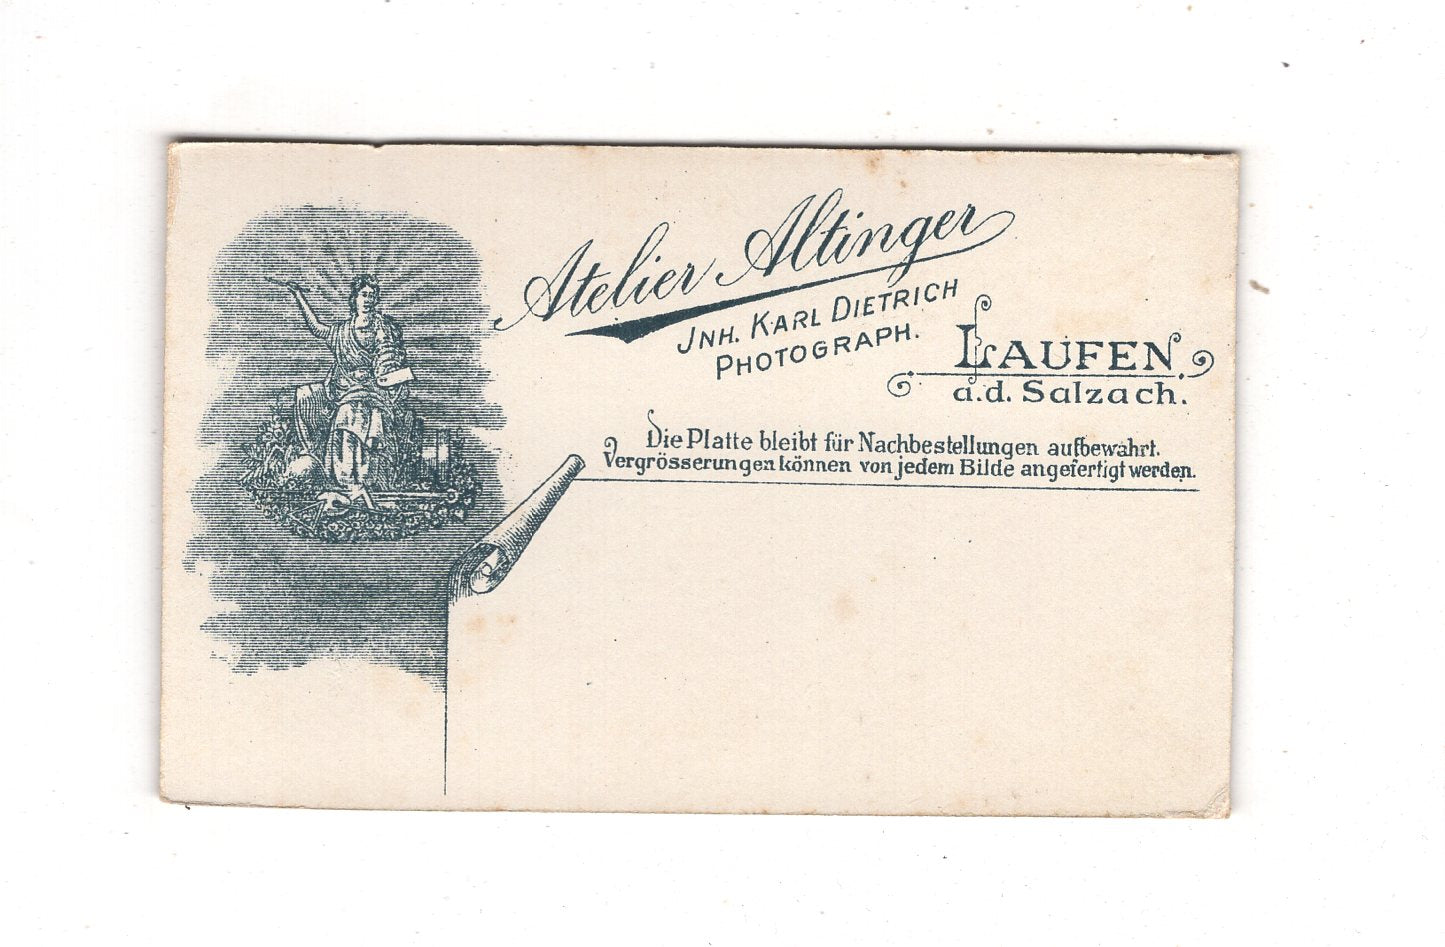 Atelier Altinger
JNH. KARL DIETRICH
PHOTOGRAPH.
LAUFEN.
a.d. Salzach.
Die Platte bleibt für Nachbestellungen aufbewahrt.
Vergrösserungen können von jedem Bilde angefertigt werden.